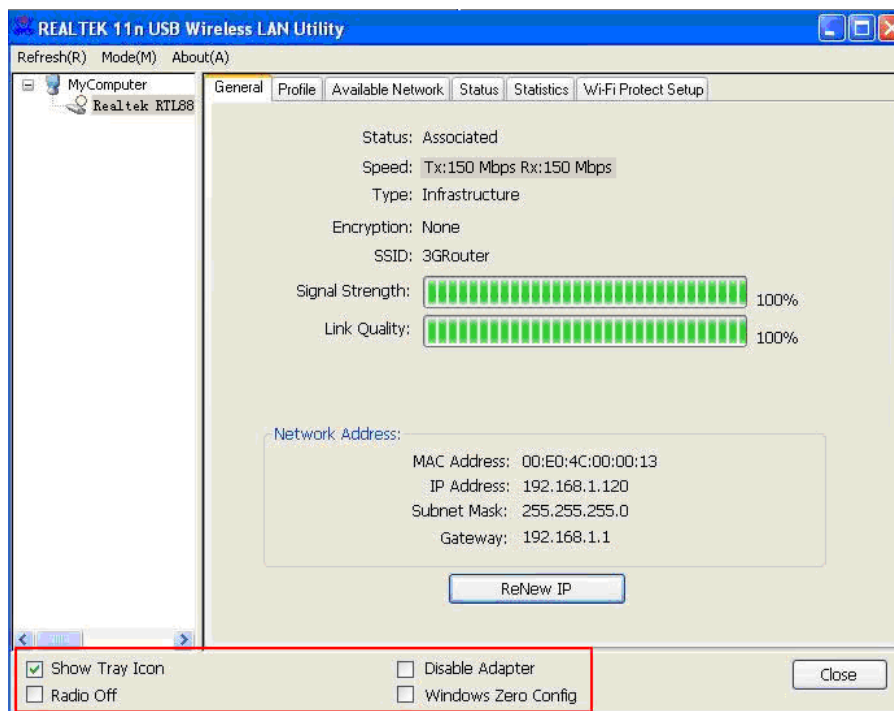 REALTEK 11n USB Wireless LAN Utility
Refresh(R) Mode(M) About(A)
MyComputer
Realtek RTL88
General Profile Available Network Status Statistics Wi-Fi Protect Setup
Status: Associated
Speed: Tx:150 Mbps Rx:150 Mbps
Type: Infrastructure
Encryption: None
SSID: 3GRouter
Signal Strength: 100%
Link Quality: 100%
Network Address:
MAC Address: 00:E0:4C:00:00:13
IP Address: 192.168.1.120
Subnet Mask: 255.255.255.0
Gateway: 192.168.1.1
ReNew IP
Show Tray Icon
Radio Off
Disable Adapter
Windows Zero Config
Close